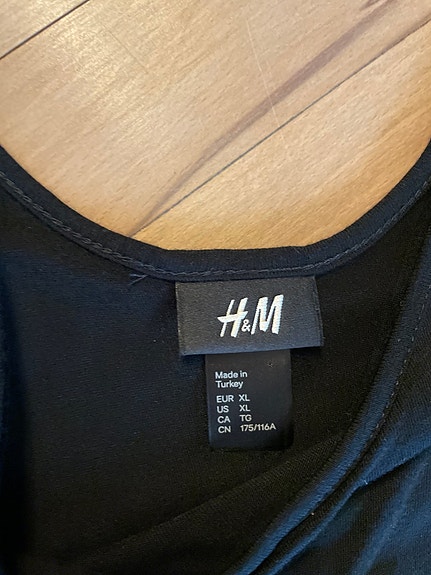 H&M
Made in
Turkey
EUR XL
US XL
CA TG
CN 175/116A